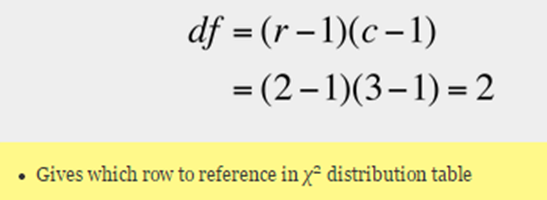 df = (r − 1)(c − 1)
= (2 − 1)(3 − 1) = 2
• Gives which row to reference in χ² distribution table